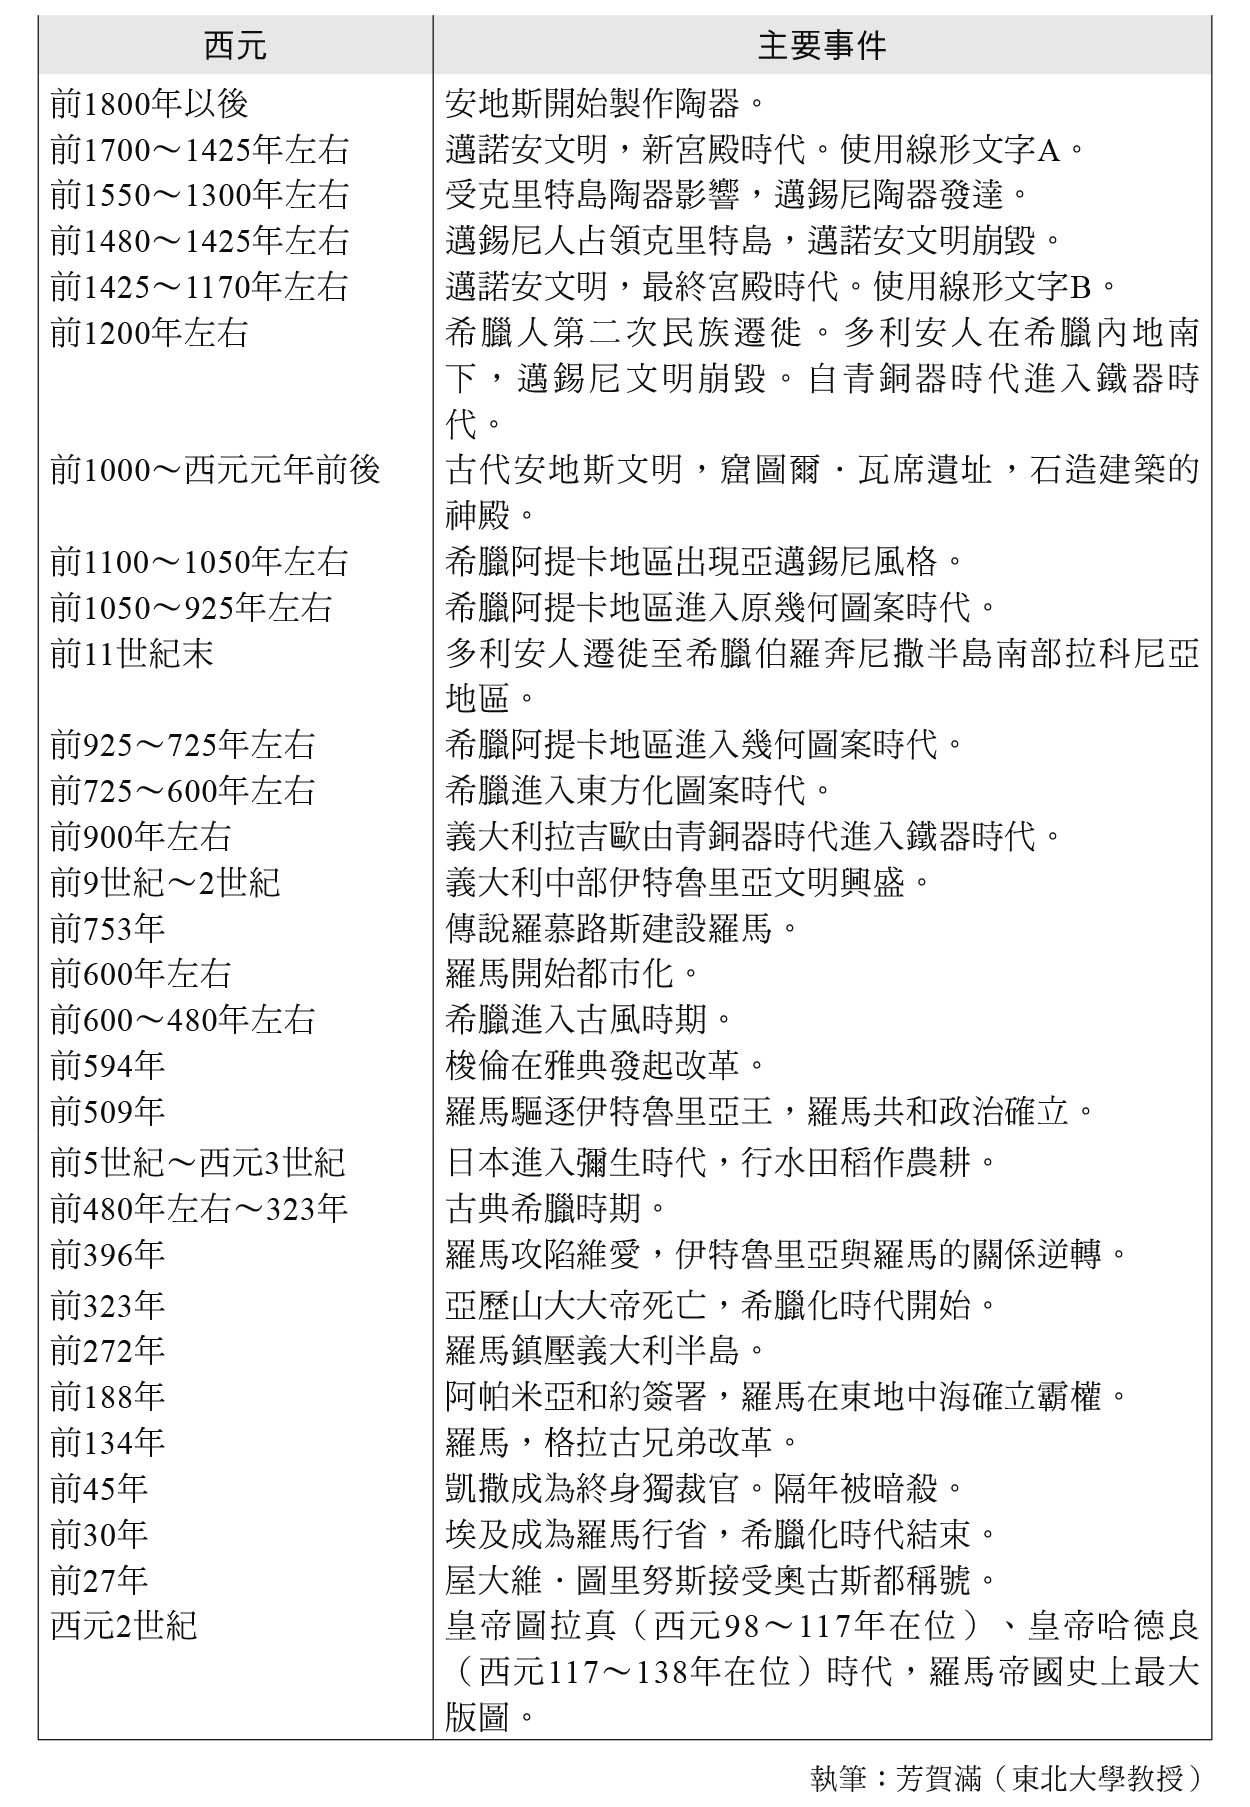 西元 主要事件
前1800年以後 安地斯開始製作陶器。
前1700～1425年左右 邁諾安文明，新宮殿時代。使用線形文字A。
前1550～1300年左右 受克里特島陶器影響，邁錫尼陶器發達。
前1480～1425年左右 邁錫尼人占領克里特島，邁諾安文明崩毀。
前1425～1170年左右 邁諾安文明，最終宮殿時代。使用線形文字B。
前1200年左右 希臘人第二次民族遷徙。多利安人在希臘內地南
下，邁錫尼文明崩毀。自青銅器時代進入鐵器時
代。
前1000～西元元年前後 古代安地斯文明，窟圖爾．瓦席遺址，石造建築的
神殿。
前1100～1050年左右 希臘阿提卡地區出現亞邁錫尼風格。
前1050～925年左右 希臘阿提卡地區進入原幾何圖案時代。
前11世紀末 多利安人遷徙至希臘伯羅奔尼撒半島南部拉科尼亞
地區。
前925～725年左右 希臘阿提卡地區進入幾何圖案時代。
前725～600年左右 希臘進入東方化圖案時代。
前900年左右 義大利拉吉歐由青銅器時代進入鐵器時代。
前9世紀～2世紀 義大利中部伊特魯里亞文明興盛。
前753年 傳說羅慕路斯建設羅馬。
前600年左右 羅馬開始都市化。
前600～480年左右 希臘進入古風時期。
前594年 梭倫在雅典發起改革。
前509年 羅馬驅逐伊特魯里亞王，羅馬共和政治確立。
前5世紀～西元3世紀 日本進入彌生時代，行水田稻作農耕。
前480年左右～323年 古典希臘時期。
前396年 羅馬攻陷維愛，伊特魯里亞與羅馬的關係逆轉。
前323年 亞歷山大大帝死亡，希臘化時代開始。
前272年 羅馬鎮壓義大利半島。
前188年 阿帕米亞和約簽署，羅馬在東地中海確立霸權。
前134年 羅馬，格拉古兄弟改革。
前45年 凱撒成為終身獨裁官。隔年被暗殺。
前30年 埃及成為羅馬行省，希臘化時代結束。
前27年 屋大維．圖里努斯接受奧古斯都稱號。
西元2世紀 皇帝圖拉真（西元98～117年在位）、皇帝哈德良
（西元117～138年在位）時代，羅馬帝國史上最大
版圖。
執筆：芳賀滿（東北大學教授）